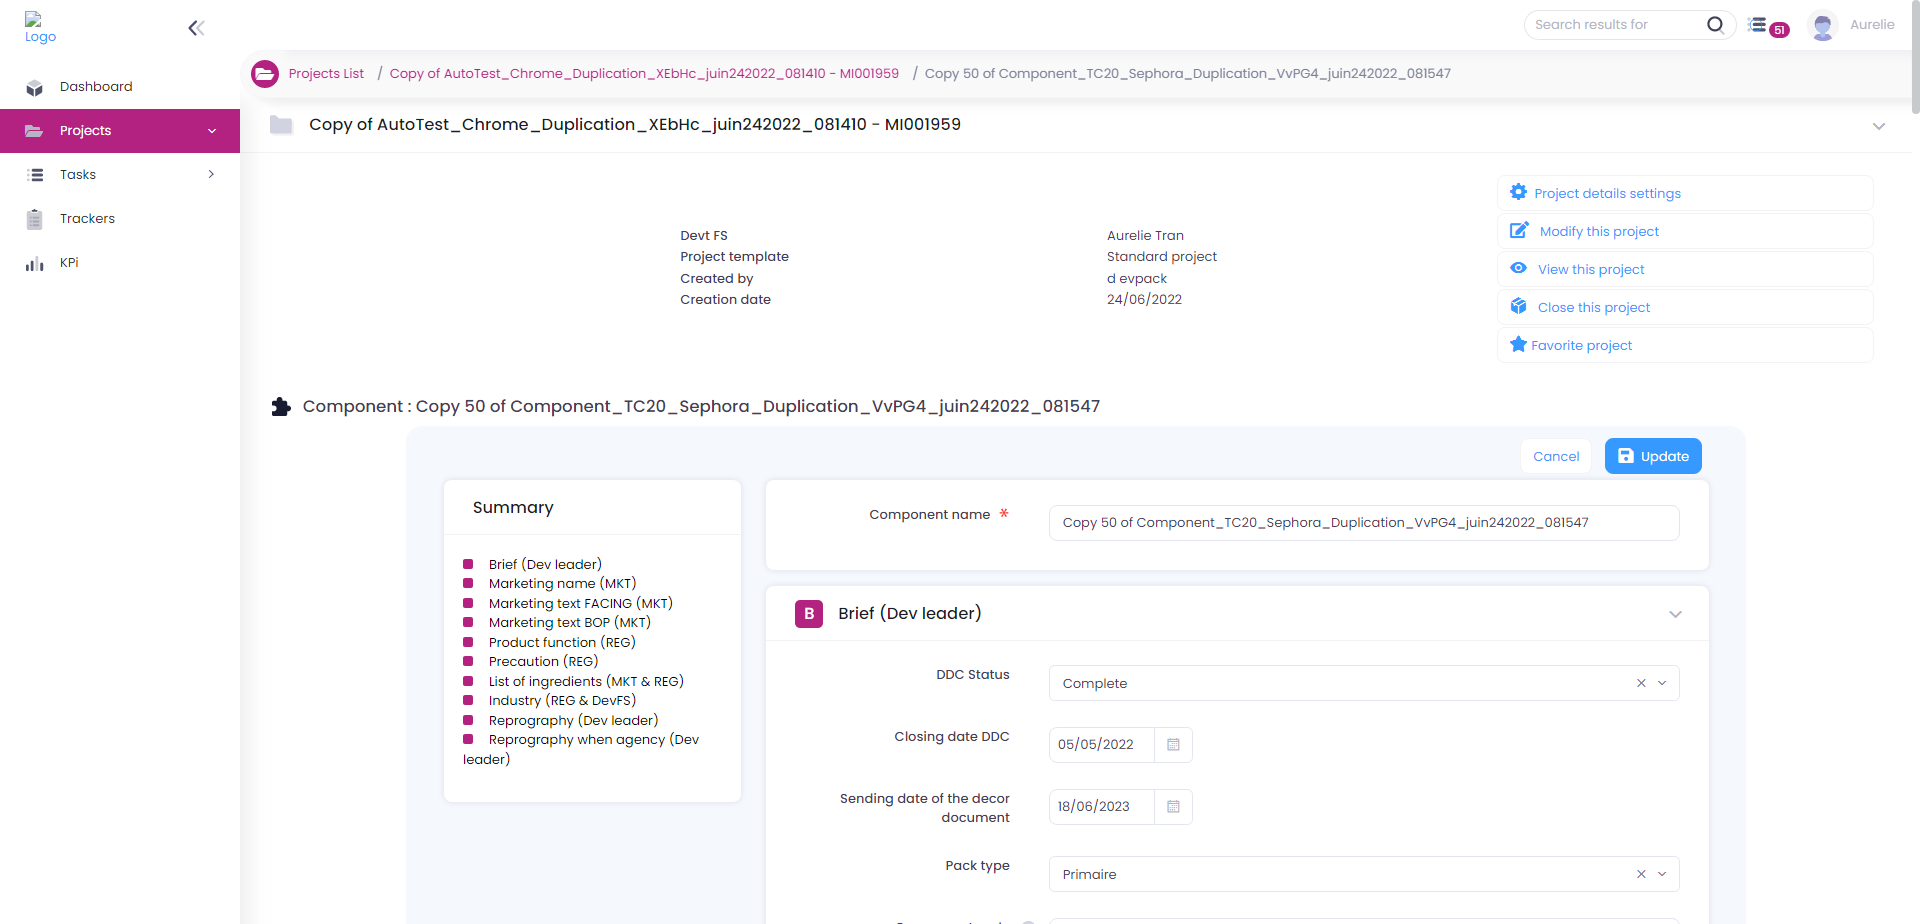 Logo
Search results for
51
Aurelie
Dashboard
Projects
Tasks
Trackers
KPi
Projects List / Copy of AutoTest_Chrome_Duplication_XEbHc_juin242022_081410 - MI001959 / Copy 50 of Component_TC20_Sephora_Duplication_VvPG4_juin242022_081547
Copy of AutoTest_Chrome_Duplication_XEbHc_juin242022_081410 - MI001959
Devt FS Aurelie Tran
Project template Standard project
Created by d evpack
Creation date 24/06/2022
Project details settings
Modify this project
View this project
Close this project
Favorite project
Component : Copy 50 of Component_TC20_Sephora_Duplication_VvPG4_juin242022_081547
Cancel
Update
Summary
Brief (Dev leader)
Marketing name (MKT)
Marketing text FACING (MKT)
Marketing text BOP (MKT)
Product function (REG)
Precaution (REG)
List of ingredients (MKT & REG)
Industry (REG & DevFS)
Reprography (Dev leader)
Reprography when agency (Dev
leader)
Component name *
Copy 50 of Component_TC20_Sephora_Duplication_VvPG4_juin242022_081547
B Brief (Dev leader)
DDC Status
Complete
Closing date DDC
05/05/2022
Sending date of the decor
document
18/06/2023
Pack type
Primaire